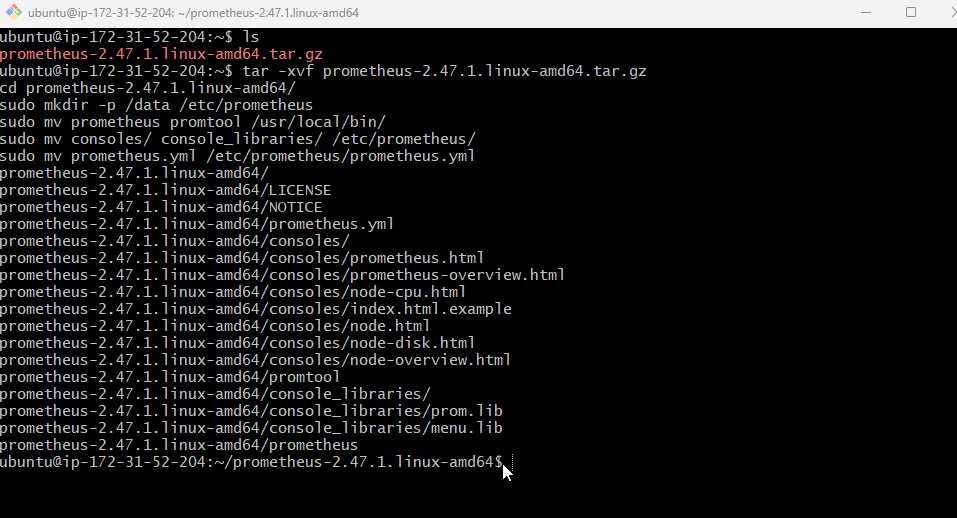 ubuntu@ip-172-31-52-204: ~/prometheus-2.47.1.linux-amd64
ubuntu@ip-172-31-52-204:~$ ls
prometheus-2.47.1.linux-amd64.tar.gz
ubuntu@ip-172-31-52-204:~$ tar -xvf prometheus-2.47.1.linux-amd64.tar.gz
cd prometheus-2.47.1.linux-amd64/
sudo mkdir -p /data /etc/prometheus
sudo mv prometheus promtool /usr/local/bin/
sudo mv consoles/ console_libraries/ /etc/prometheus/
sudo mv prometheus.yml /etc/prometheus/prometheus.yml
prometheus-2.47.1.linux-amd64/
prometheus-2.47.1.linux-amd64/LICENSE
prometheus-2.47.1.linux-amd64/NOTICE
prometheus-2.47.1.linux-amd64/prometheus.yml
prometheus-2.47.1.linux-amd64/consoles/
prometheus-2.47.1.linux-amd64/consoles/prometheus.html
prometheus-2.47.1.linux-amd64/consoles/prometheus-overview.html
prometheus-2.47.1.linux-amd64/consoles/node-cpu.html
prometheus-2.47.1.linux-amd64/consoles/index.html.example
prometheus-2.47.1.linux-amd64/consoles/node.html
prometheus-2.47.1.linux-amd64/consoles/node-disk.html
prometheus-2.47.1.linux-amd64/consoles/node-overview.html
prometheus-2.47.1.linux-amd64/promtool
prometheus-2.47.1.linux-amd64/console_libraries/
prometheus-2.47.1.linux-amd64/console_libraries/prom.lib
prometheus-2.47.1.linux-amd64/console_libraries/menu.lib
prometheus-2.47.1.linux-amd64/prometheus
ubuntu@ip-172-31-52-204:~/prometheus-2.47.1.linux-amd64$